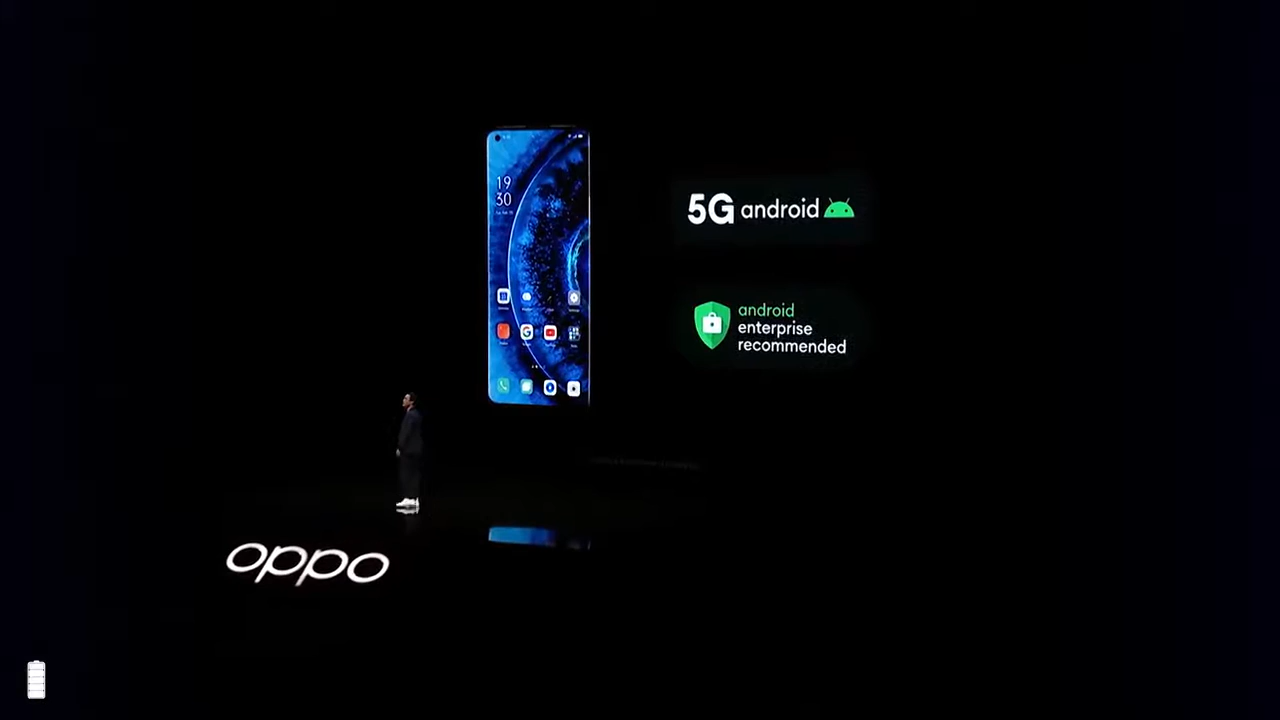 19
30
5G android
android
enterprise
recommended
oppo